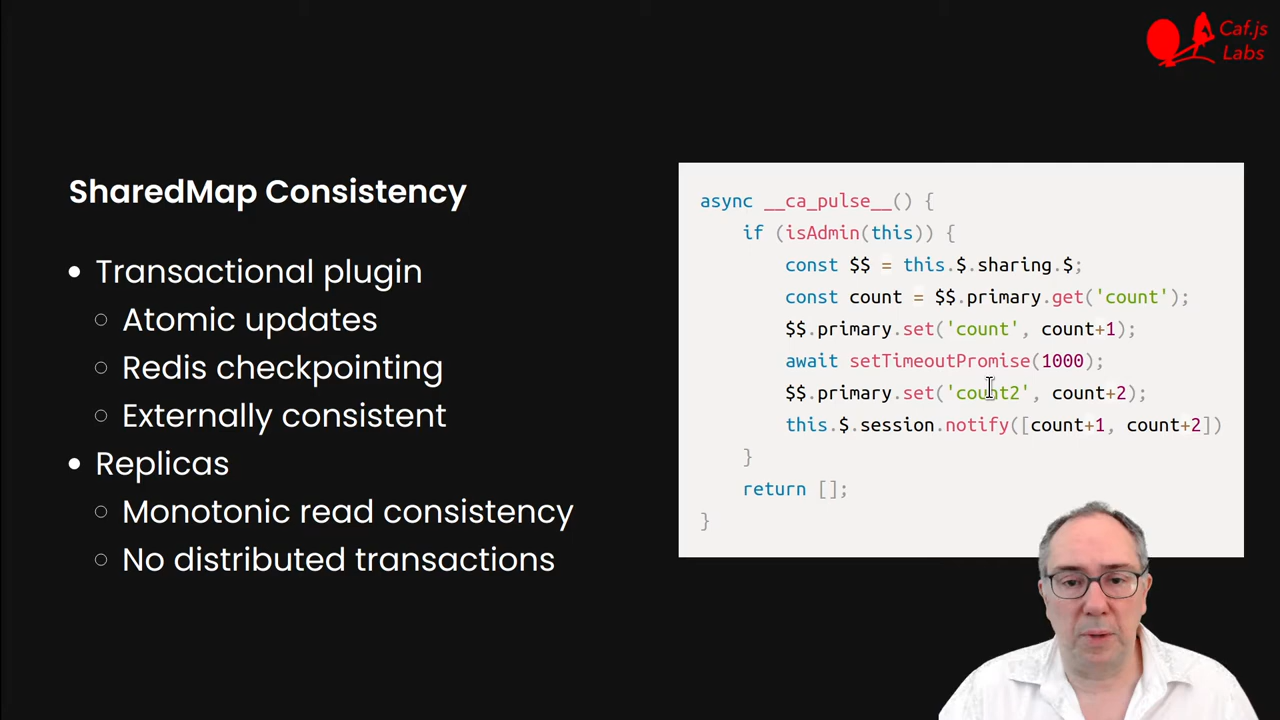 Caf.js
Labs
SharedMap Consistency
• Transactional plugin
○ Atomic updates
○ Redis checkpointing
○ Externally consistent
• Replicas
○ Monotonic read consistency
○ No distributed transactions
async __ca_pulse__() {
    if (isAdmin(this)) {
        const $$ = this.$.sharing.$;
        const count = $$.primary.get('count');
        $$.primary.set('count', count+1);
        await setTimeoutPromise(1000);
        $$.primary.set('count2', count+2);
        this.$.session.notify([count+1, count+2])
    }
    return [];
}